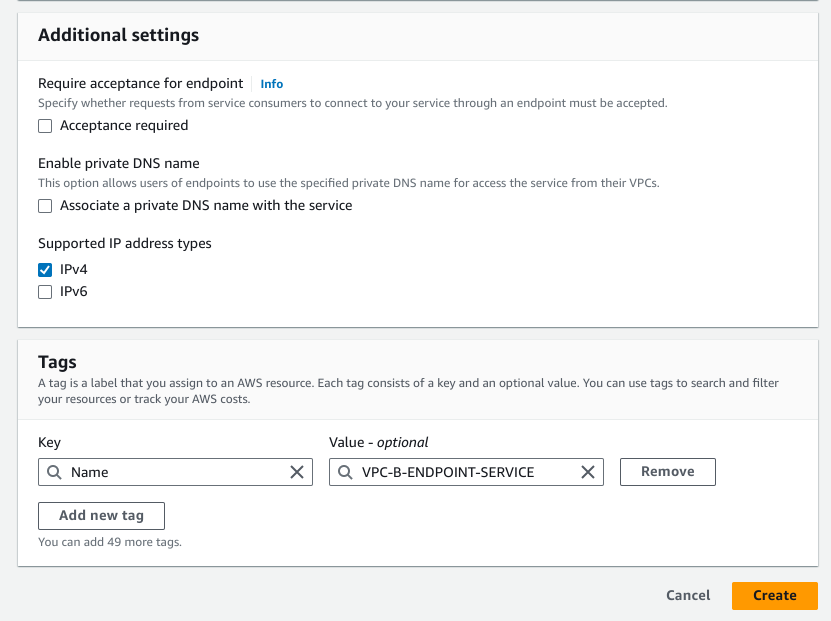 Additional settings
Require acceptance for endpoint Info
Specify whether requests from service consumers to connect to your service through an endpoint must be accepted.
Acceptance required
Enable private DNS name
This option allows users of endpoints to use the specified private DNS name for access the service from their VPCs.
Associate a private DNS name with the service
Supported IP address types
IPv4
IPv6
Tags
A tag is a label that you assign to an AWS resource. Each tag consists of a key and an optional value. You can use tags to search and filter
your resources or track your AWS costs.
Key Value - optional
Name VPC-B-ENDPOINT-SERVICE Remove
Add new tag
You can add 49 more tags.
Cancel Create